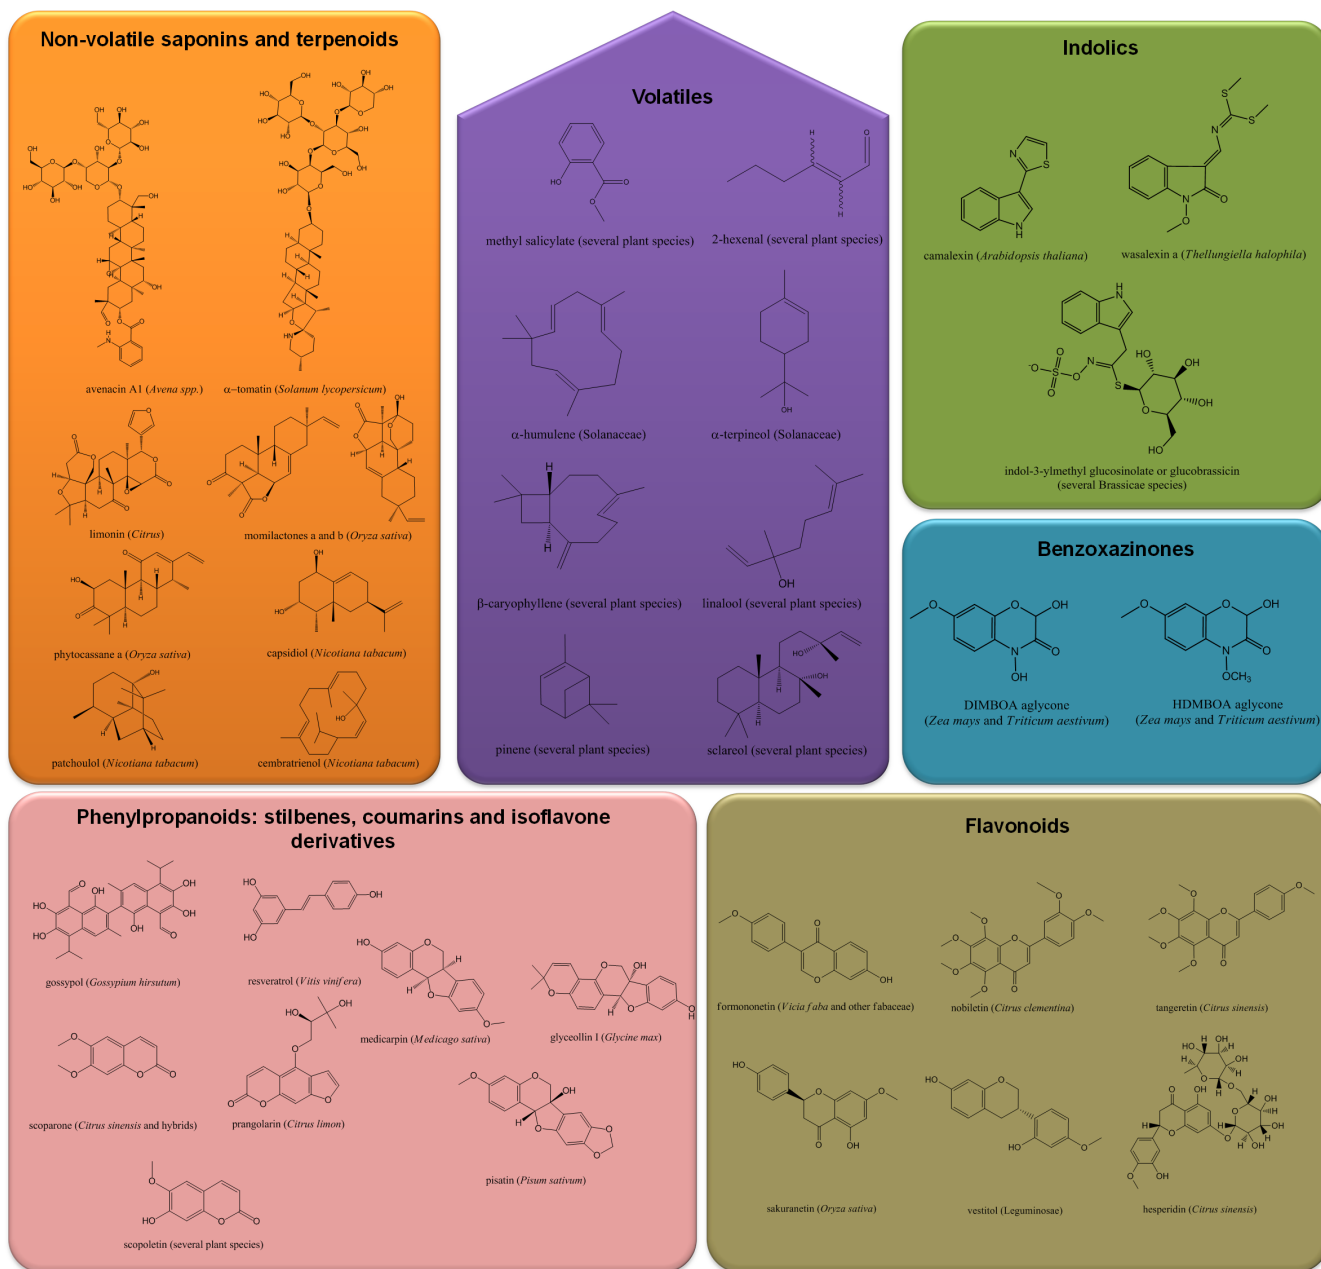 Non-volatile saponins and terpenoids
avenacin A1 (Avena spp.)
α–tomatin (Solanum lycopersicum)
limonin (Citrus)
momilactones a and b (Oryza sativa)
phytocassane a (Oryza sativa)
capsidiol (Nicotiana tabacum)
patchoulol (Nicotiana tabacum)
cembratrienol (Nicotiana tabacum)
Volatiles
methyl salicylate (several plant species)
2-hexenal (several plant species)
α-humulene (Solanaceae)
α-terpineol (Solanaceae)
β-caryophyllene (several plant species)
linalool (several plant species)
pinene (several plant species)
sclareol (several plant species)
Indolics
camalexin (Arabidopsis thaliana)
wasalexin a (Thellungiella halophila)
indol-3-ylmethyl glucosinolate or glucobrassicin
(several Brassicae species)
Benzoxazinones
DIMBOA aglycone
(Zea mays and Triticum aestivum)
HDMBOA aglycone
(Zea mays and Triticum aestivum)
Phenylpropanoids: stilbenes, coumarins and isoflavone
derivatives
gossypol (Gossypium hirsutum)
resveratrol (Vitis vinifera)
medicarpin (Medicago sativa)
glyceollin I (Glycine max)
scoparone (Citrus sinensis and hybrids)
prangolarin (Citrus limon)
pisatin (Pisum sativum)
scopoletin (several plant species)
Flavonoids
formononetin (Vicia faba and other fabaceae)
nobiletin (Citrus clementina)
tangeretin (Citrus sinensis)
sakuranetin (Oryza sativa)
vestitol (Leguminosae)
hesperidin (Citrus sinensis)